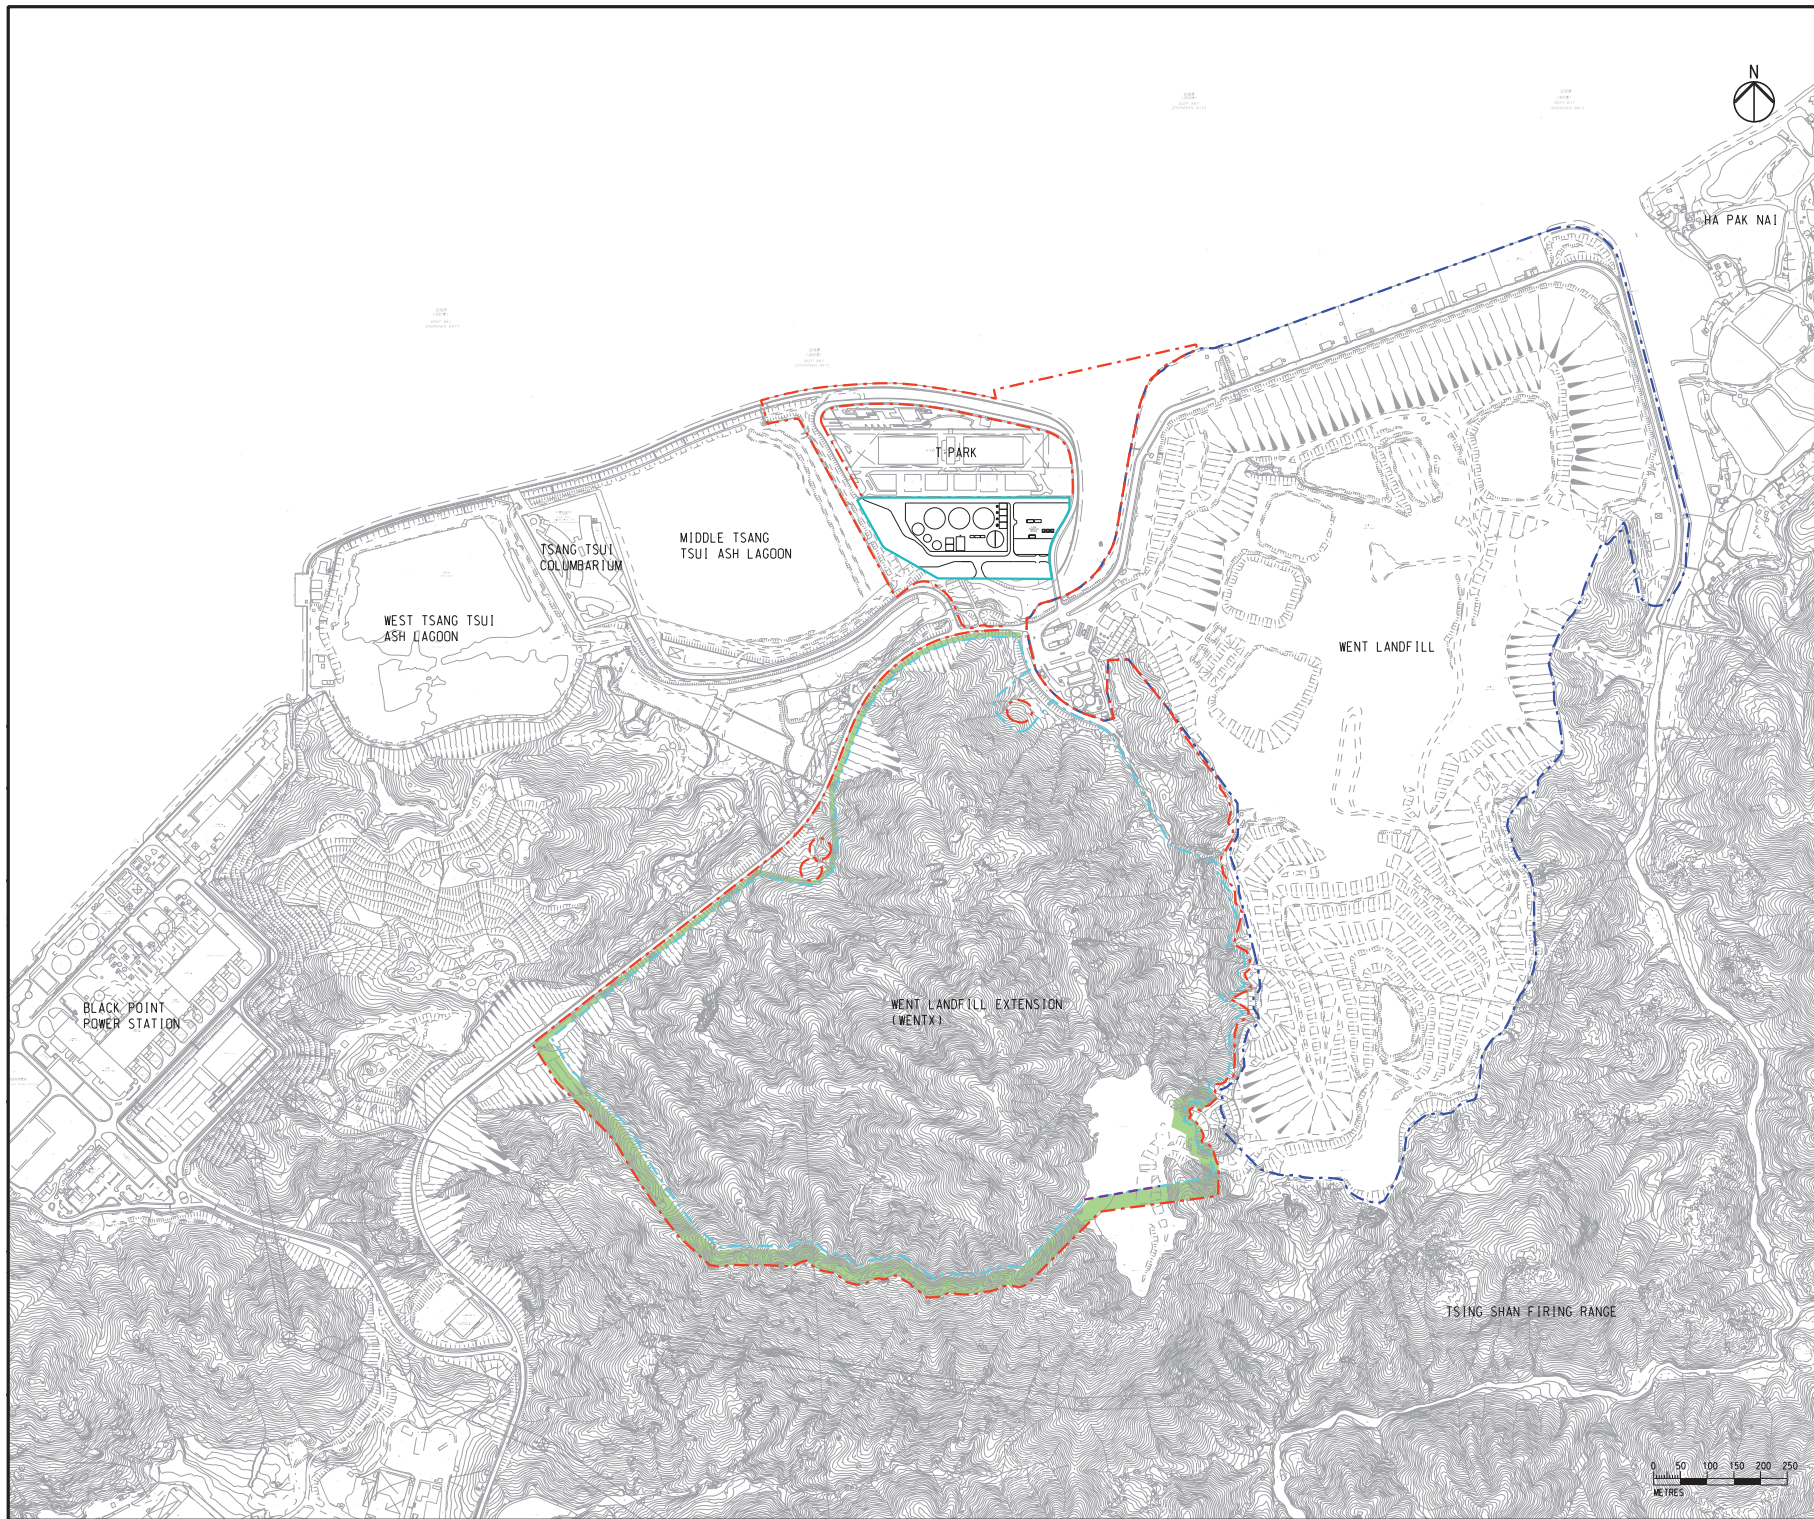 N
HA PAK NAI
T-PARK
MIDDLE TSANG
TSUI ASH LAGOON
TSANG TSUI
COLUMBARIUM
WEST TSANG TSUI
ASH LAGOON
WENT LANDFILL
BLACK POINT
POWER STATION
WENT LANDFILL EXTENSION
(WENTX)
TSING SHAN FIRING RANGE
0 50 100 150 200 250
METRES